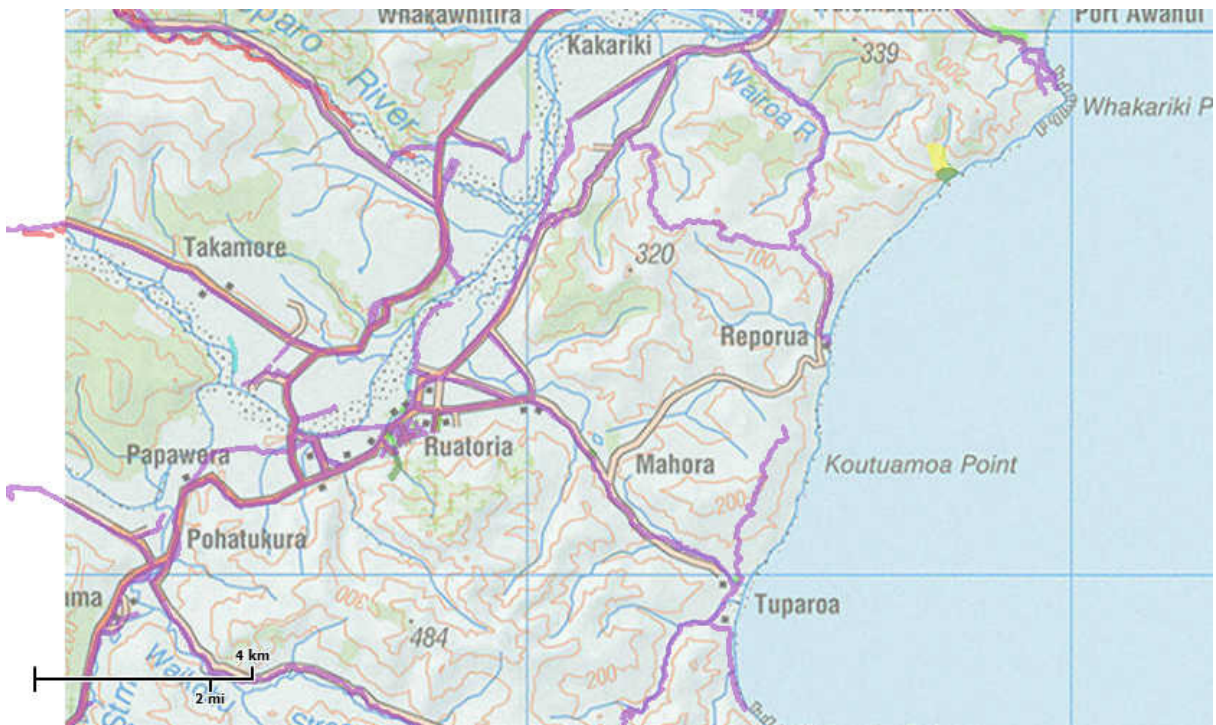 Whakawhitira
Port Awanui
Kakariki
339
200
River
Wairoa R
Whakariki P
Takamore
320
100
Reporua
Papawera
Ruatoria
Mahora
Koutuamoa Point
200
Pohatukura
300
Tuparoa
484
200
4 km
2 mi